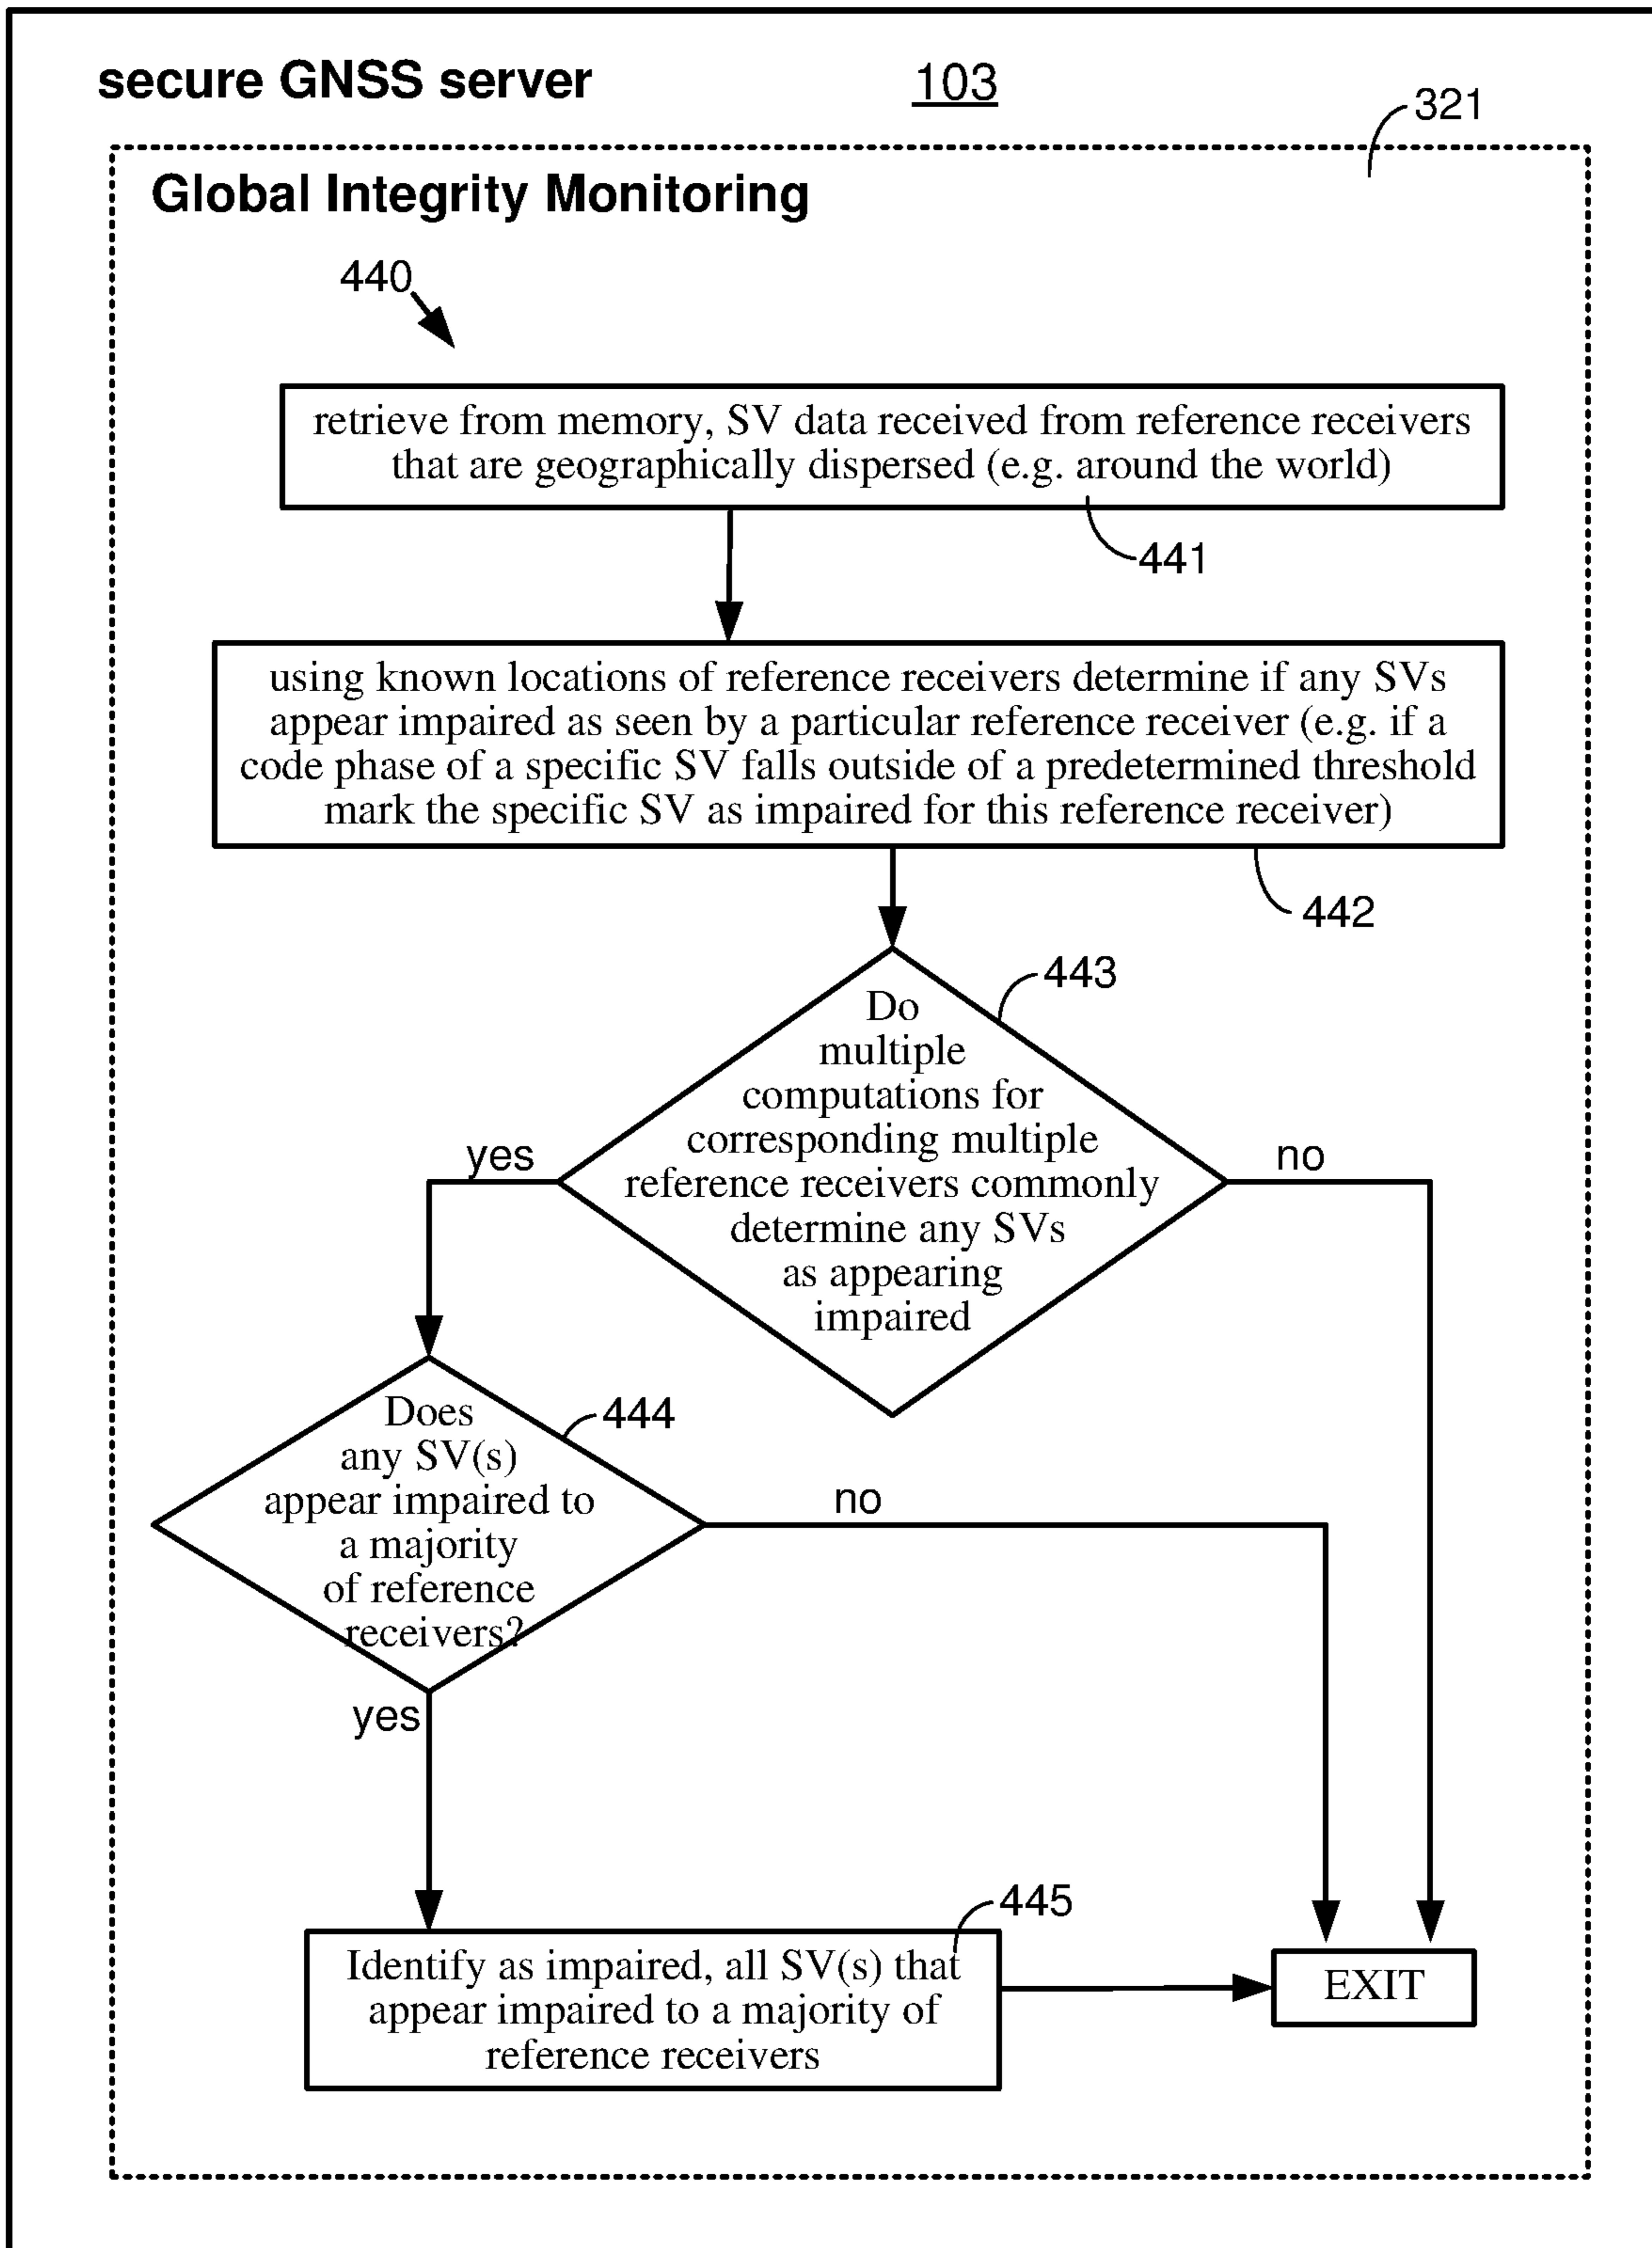 secure GNSS server
103
321
Global Integrity Monitoring
440
retrieve from memory, SV data received from reference receivers
that are geographically dispersed (e.g. around the world)
441
using known locations of reference receivers determine if any SVs
appear impaired as seen by a particular reference receiver (e.g. if a
code phase of a specific SV falls outside of a predetermined threshold
mark the specific SV as impaired for this reference receiver)
442
443
Do
multiple
computations for
corresponding multiple
reference receivers commonly
determine any SVs
as appearing
impaired
yes
no
444
Does
any SV(s)
appear impaired to
a majority
of reference
receivers?
no
yes
445
Identify as impaired, all SV(s) that
appear impaired to a majority of
reference receivers
EXIT